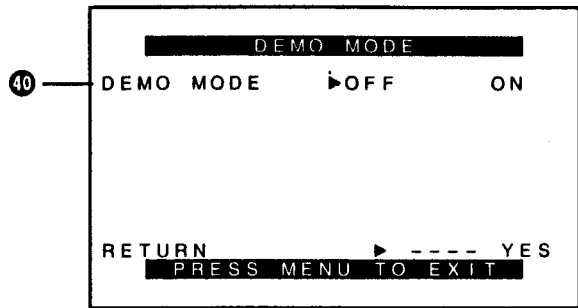 DEMO MODE
40 DEMO MODE ▶OFF ON
RETURN ▶ ---- YES
PRESS MENU TO EXIT